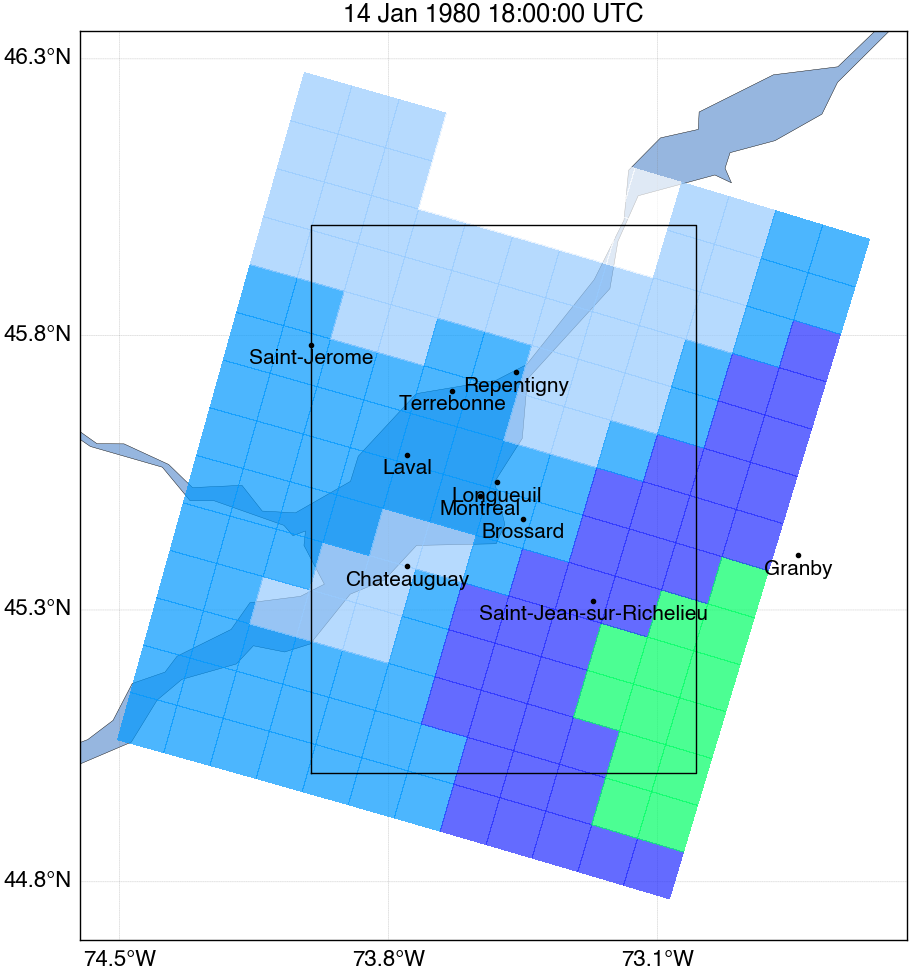 14 Jan 1980 18:00:00 UTC
46.3°N
45.8°N
Saint-Jerome
Repentigny
Terrebonne
Laval
Longueuil
Montreal
Brossard
Granby
Chateauguay
45.3°N
Saint-Jean-sur-Richelieu
44.8°N
74.5°W
73.8°W
73.1°W